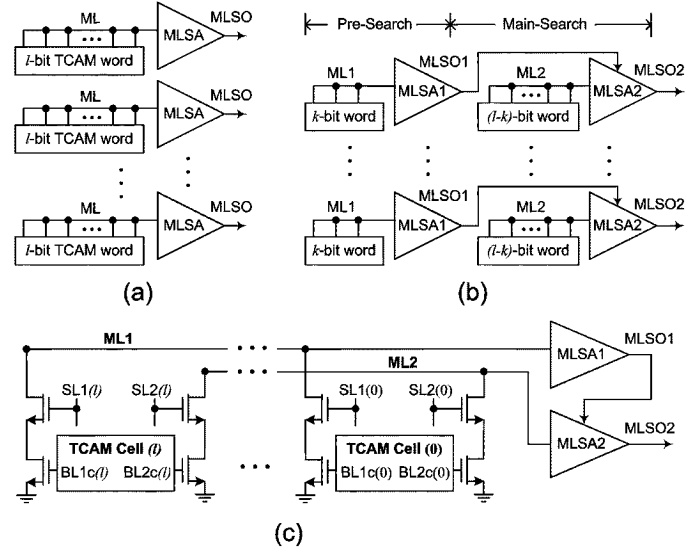 ML MLSO
MLSA
l-bit TCAM word
ML MLSO
MLSA
l-bit TCAM word
ML MLSO
MLSA
l-bit TCAM word
(a)
Pre-Search Main-Search
MLSO1
ML1 ML2 MLSO2
MLSA1 MLSA2
k-bit word (l-k)-bit word
MLSO1
ML1 ML2 MLSO2
MLSA1 MLSA2
k-bit word (l-k)-bit word
(b)
ML1 MLSO1
MLSA1
ML2
SL1(l) SL2(l) SL1(0) SL2(0)
MLSO2
MLSA2
TCAM Cell (l) TCAM Cell (0)
BL1c(l) BL2c(l) BL1c(0) BL2c(0)
(c)